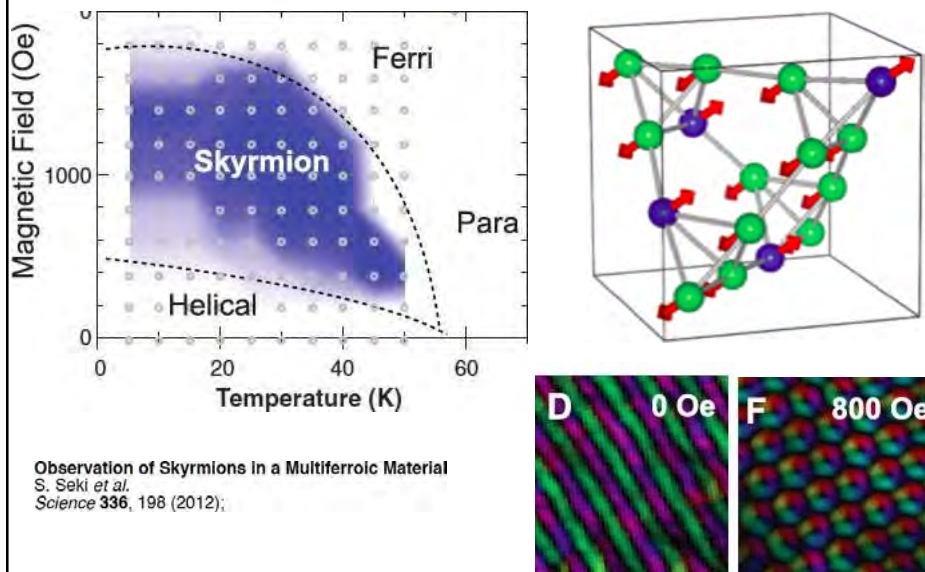 Magnetic Field (Oe)
1000
0
Ferri
Skyrmion
Para
Helical
0
20
40
60
Temperature (K)
D
0 Oe
F
800 Oe
Observation of Skyrmions in a Multiferroic Material
S. Seki et al.
Science 336, 198 (2012);